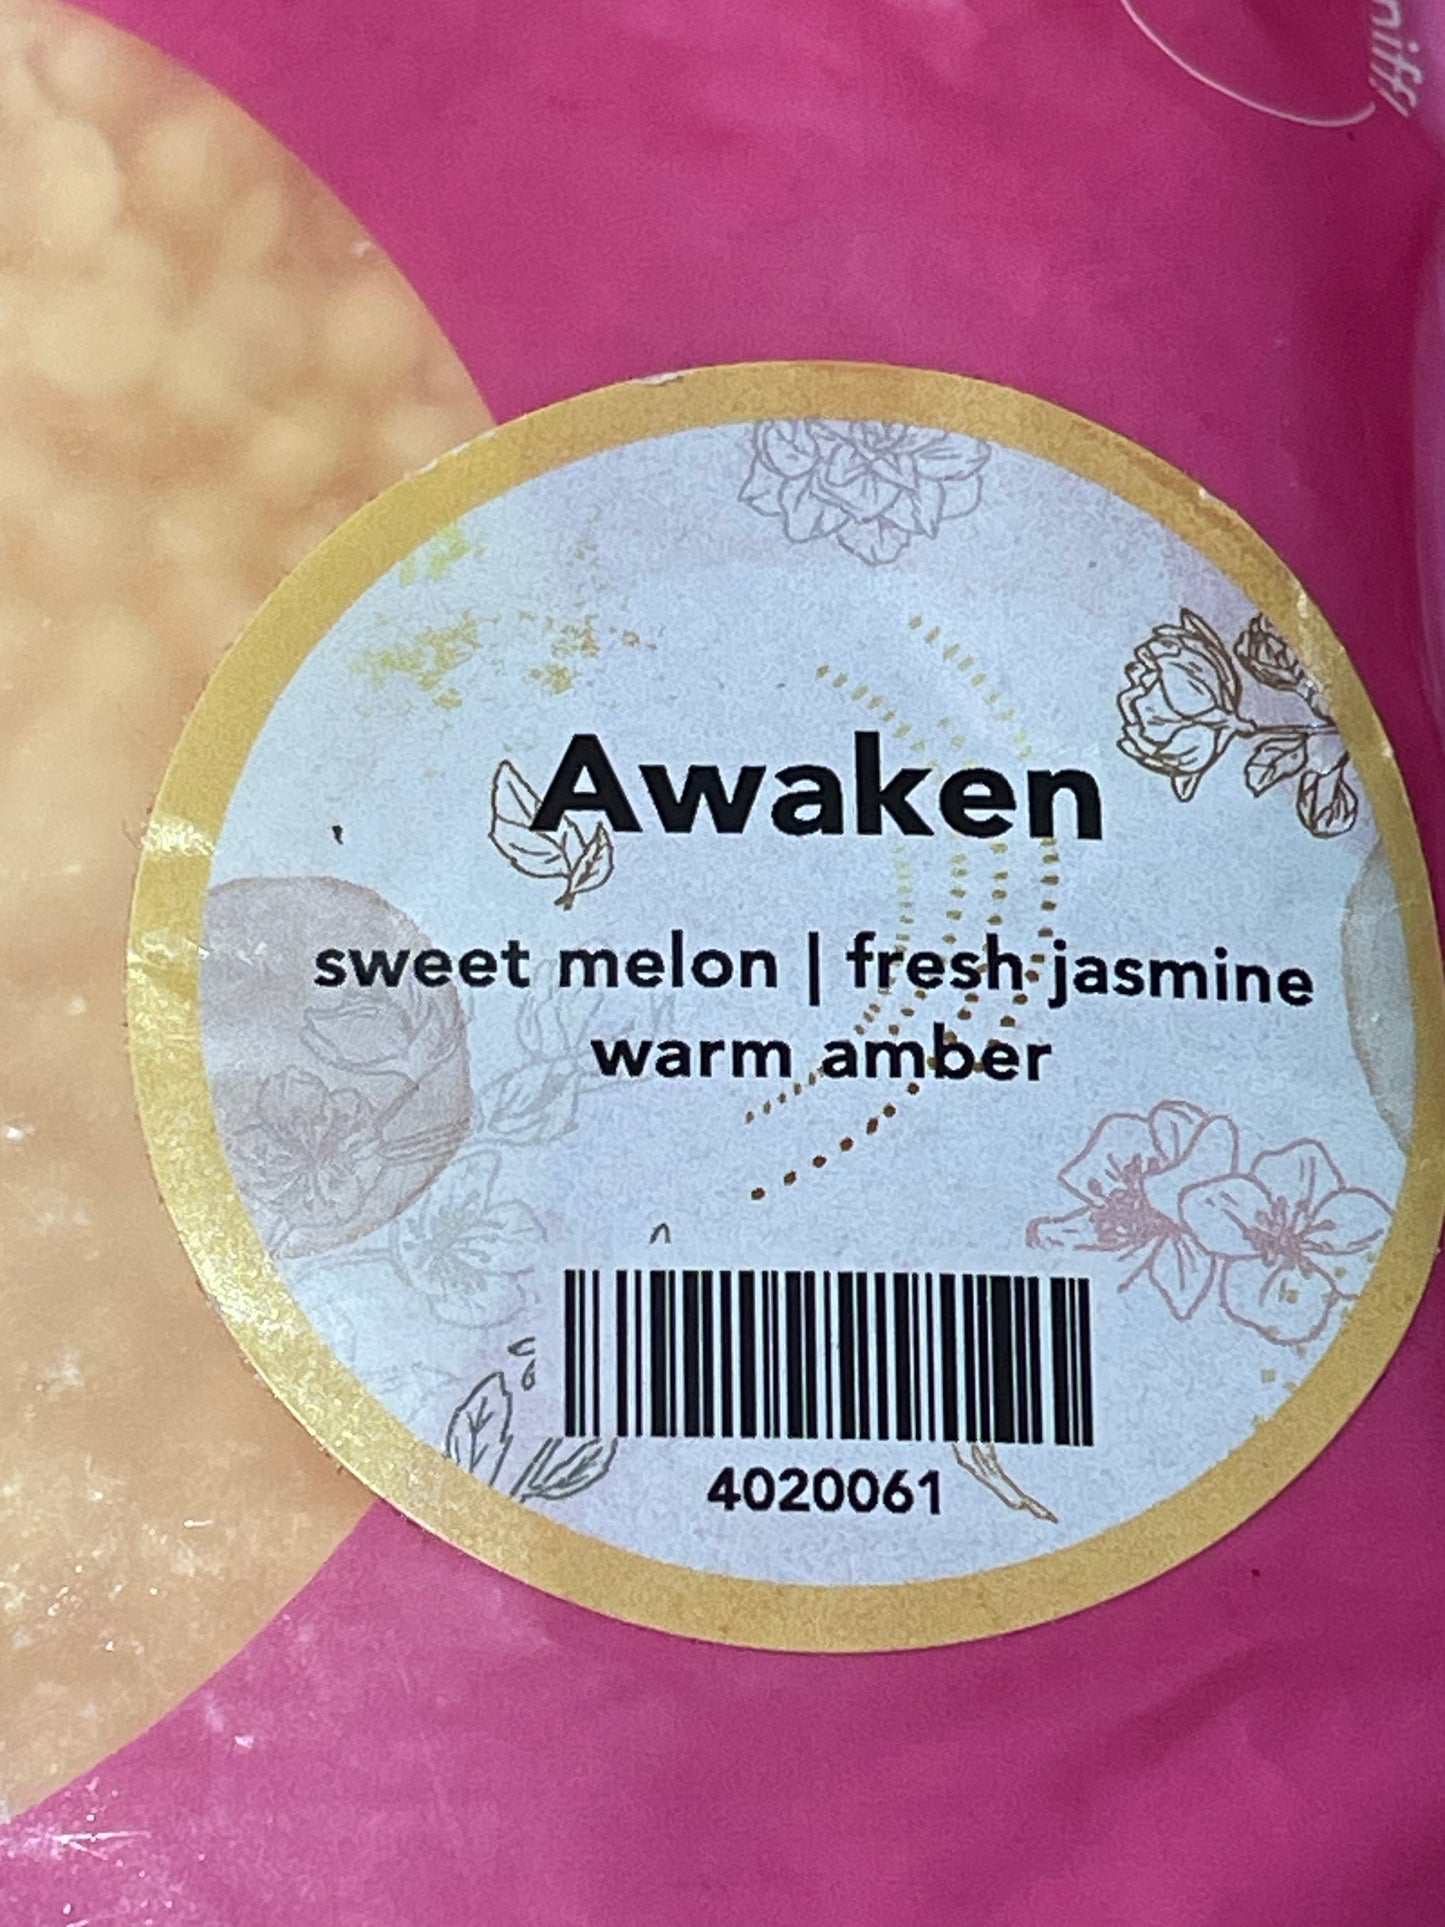 Awaken
sweet melon | fresh jasmine
warm amber
4020061